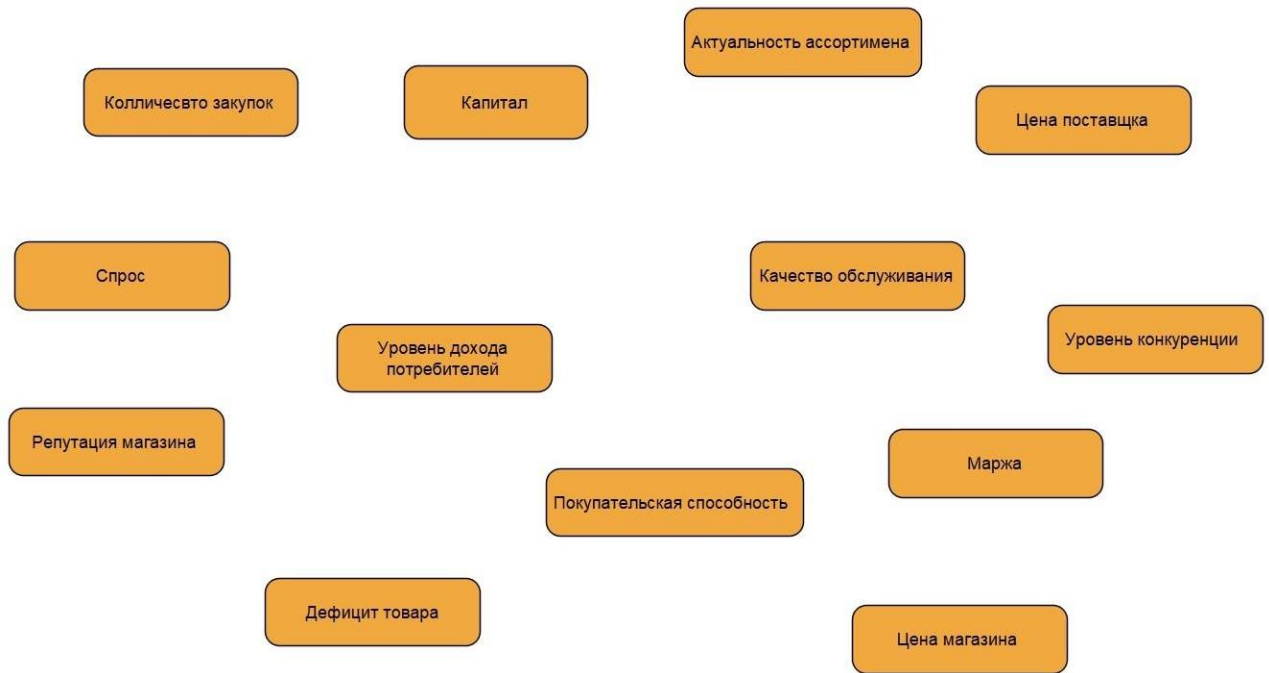 Актуальность ассортимена
Колличесвто закупок
Капитал
Цена поставщка
Спрос
Качество обслуживания
Уровень дохода
потребителей
Уровень конкуренции
Репутация магазина
Маржа
Покупательская способность
Дефицит товара
Цена магазина